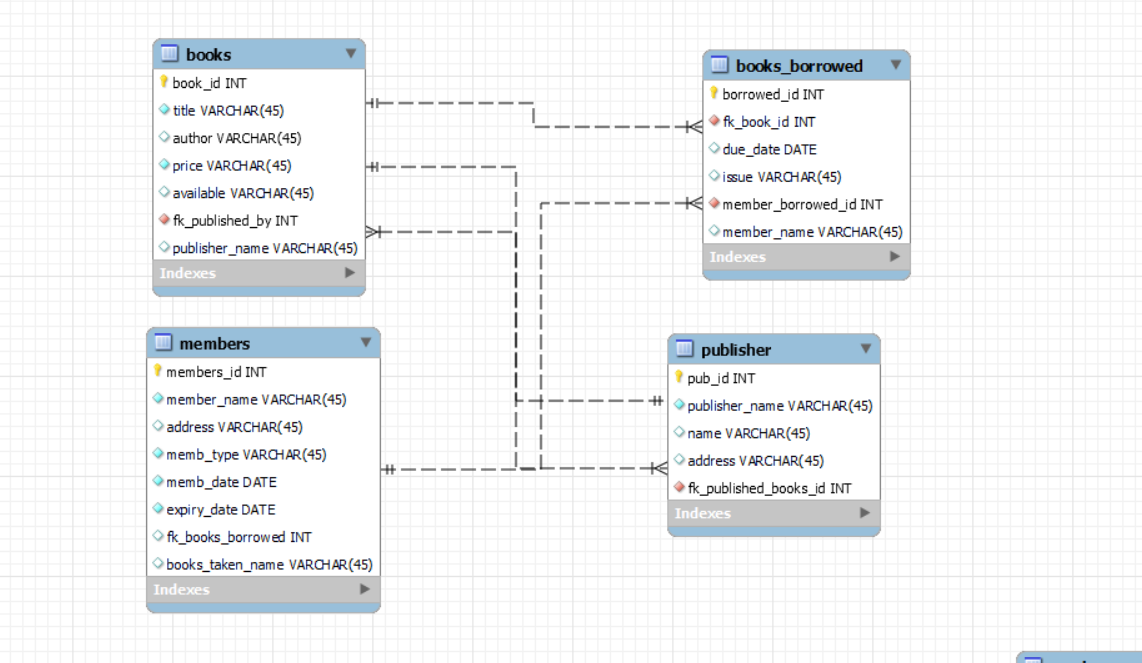 books
book_id INT
title VARCHAR(45)
author VARCHAR(45)
price VARCHAR(45)
available VARCHAR(45)
fk_published_by INT
publisher_name VARCHAR(45)
Indexes
books_borrowed
borrowed_id INT
fk_book_id INT
due_date DATE
issue VARCHAR(45)
member_borrowed_id INT
member_name VARCHAR(45)
Indexes
members
members_id INT
member_name VARCHAR(45)
address VARCHAR(45)
memb_type VARCHAR(45)
memb_date DATE
expiry_date DATE
fk_books_borrowed INT
books_taken_name VARCHAR(45)
Indexes
publisher
pub_id INT
publisher_name VARCHAR(45)
name VARCHAR(45)
address VARCHAR(45)
fk_published_books_id INT
Indexes